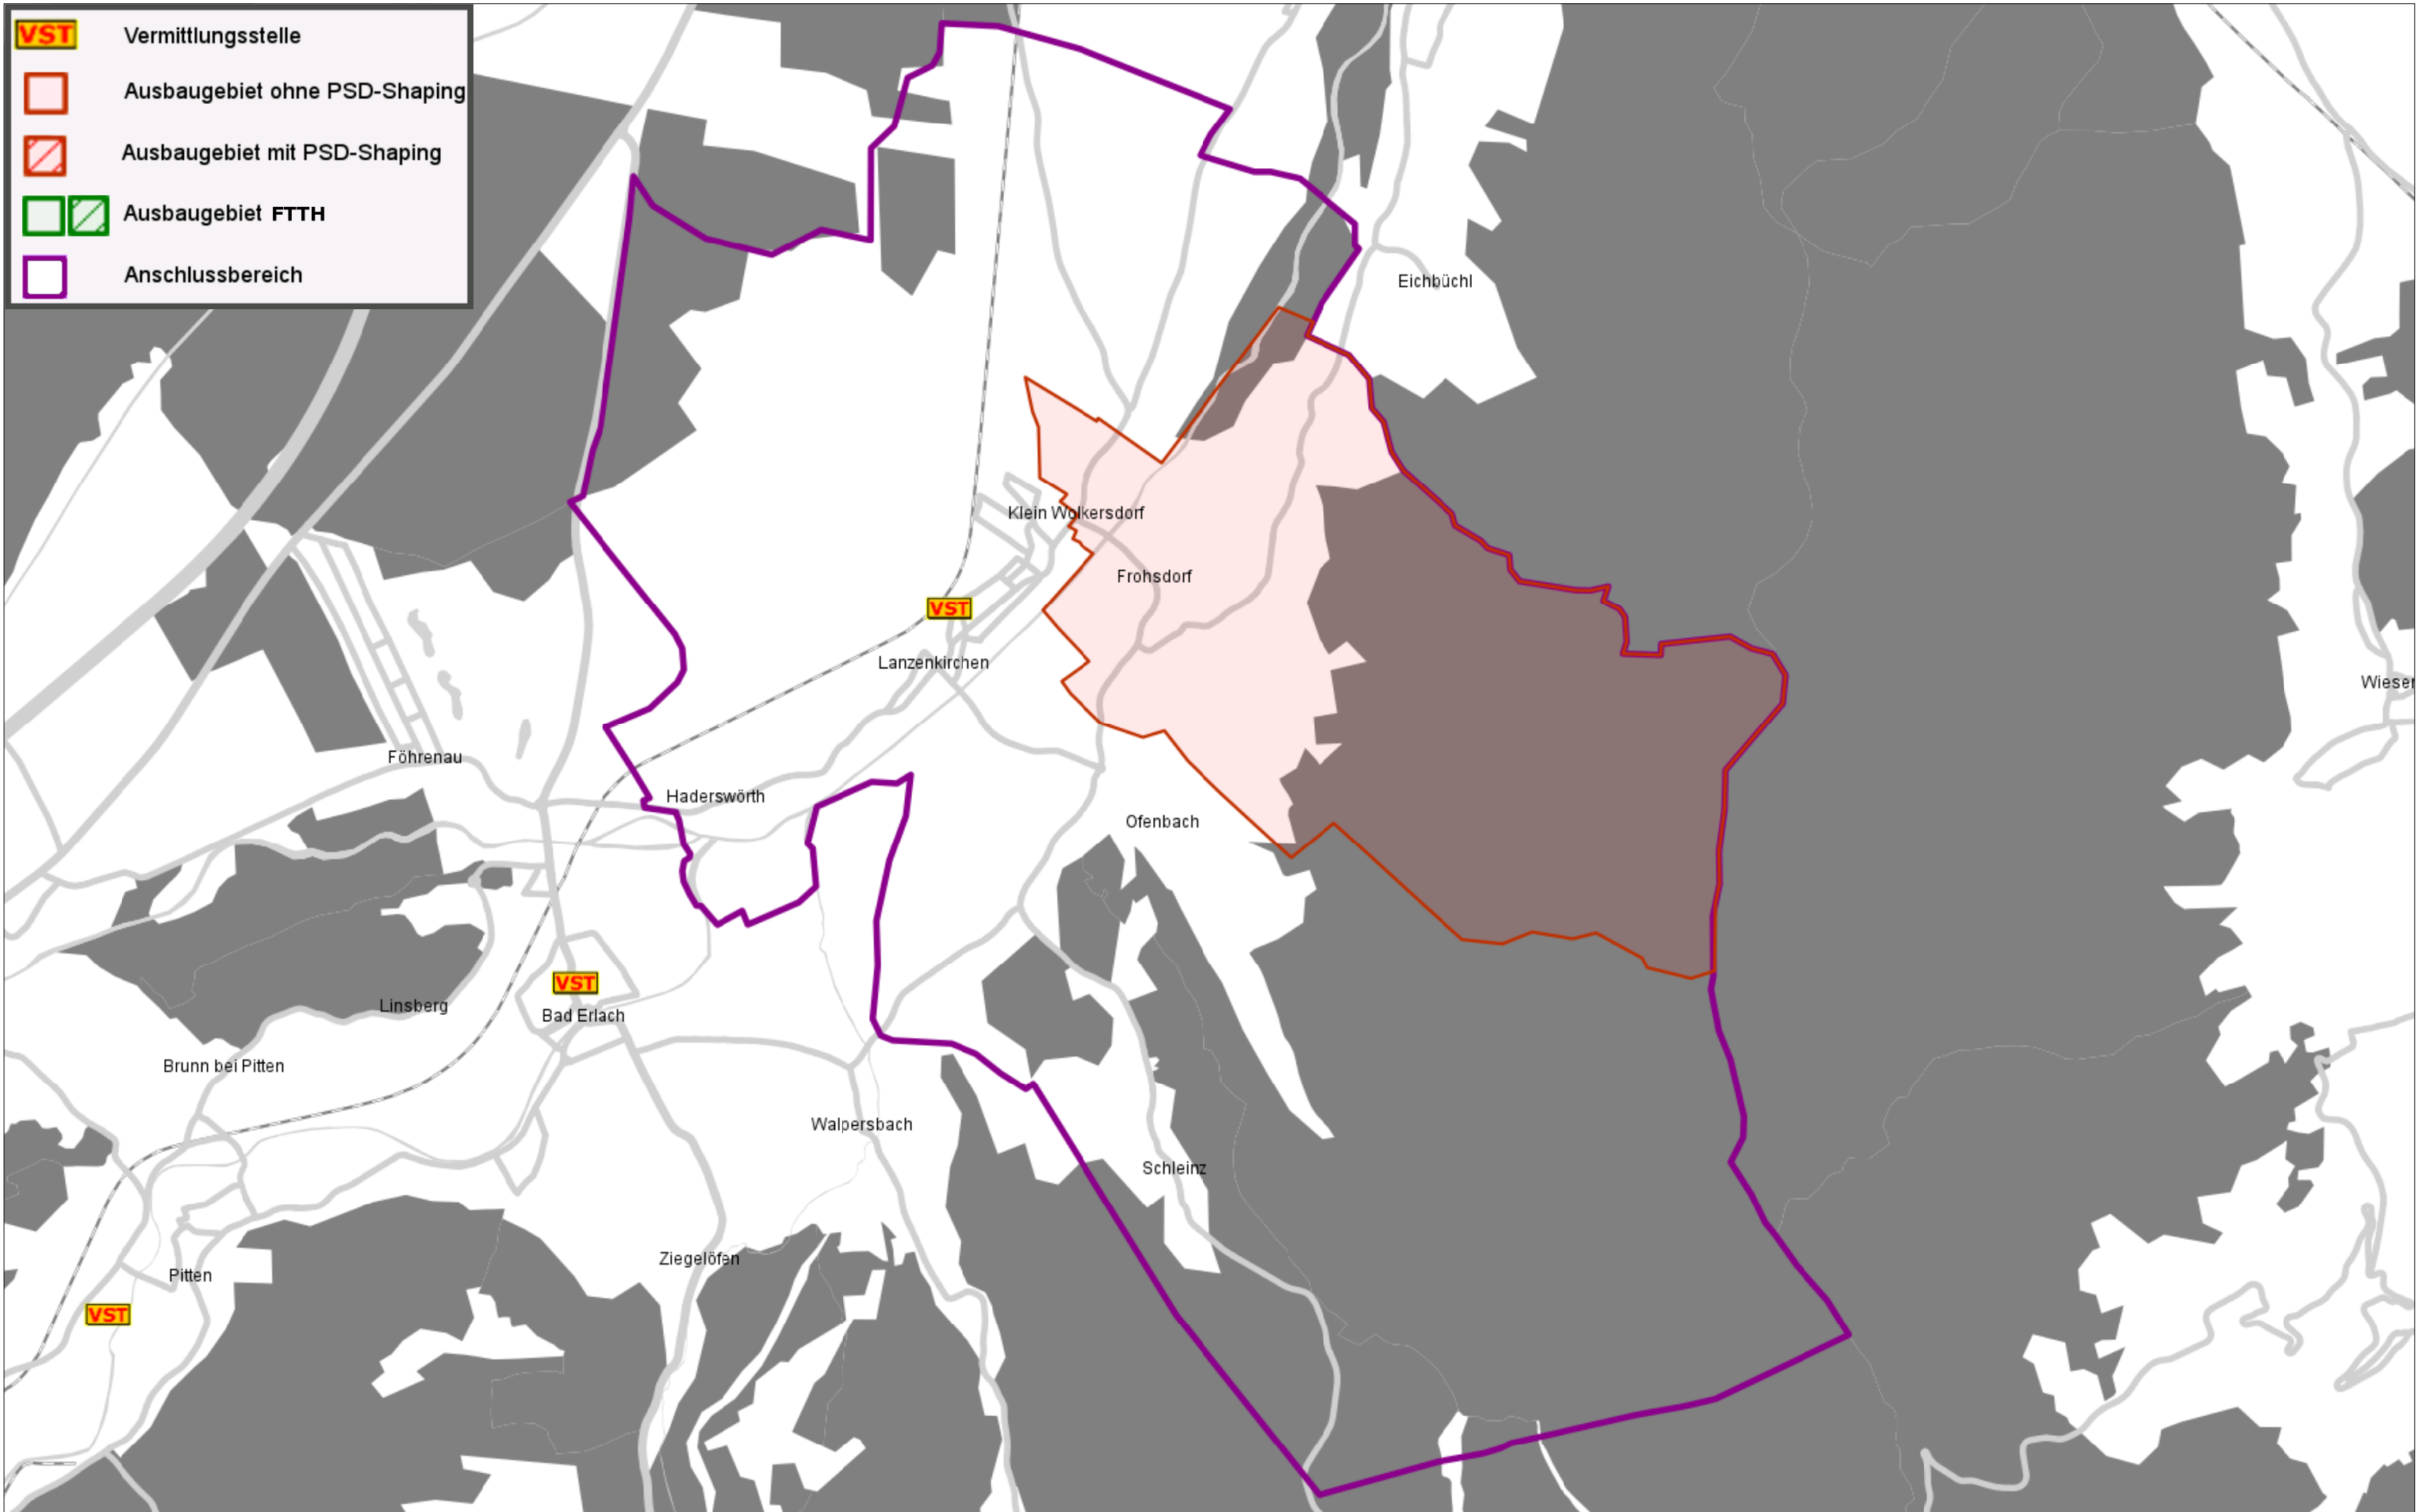 VST Vermittlungsstelle
Ausbaugebiet ohne PSD-Shaping
Ausbaugebiet mit PSD-Shaping
Ausbaugebiet FTTH
Anschlussbereich
Eichbüchl
Klein Wolkersdorf
Frohsdorf
VST
Lanzenkirchen
Wieser
Föhrenau
Haderswörth
Ofenbach
VST
Linsberg
Bad Erlach
Brunn bei Pitten
Walpersbach
Schleinz
Ziegelöfen
Pitten
VST